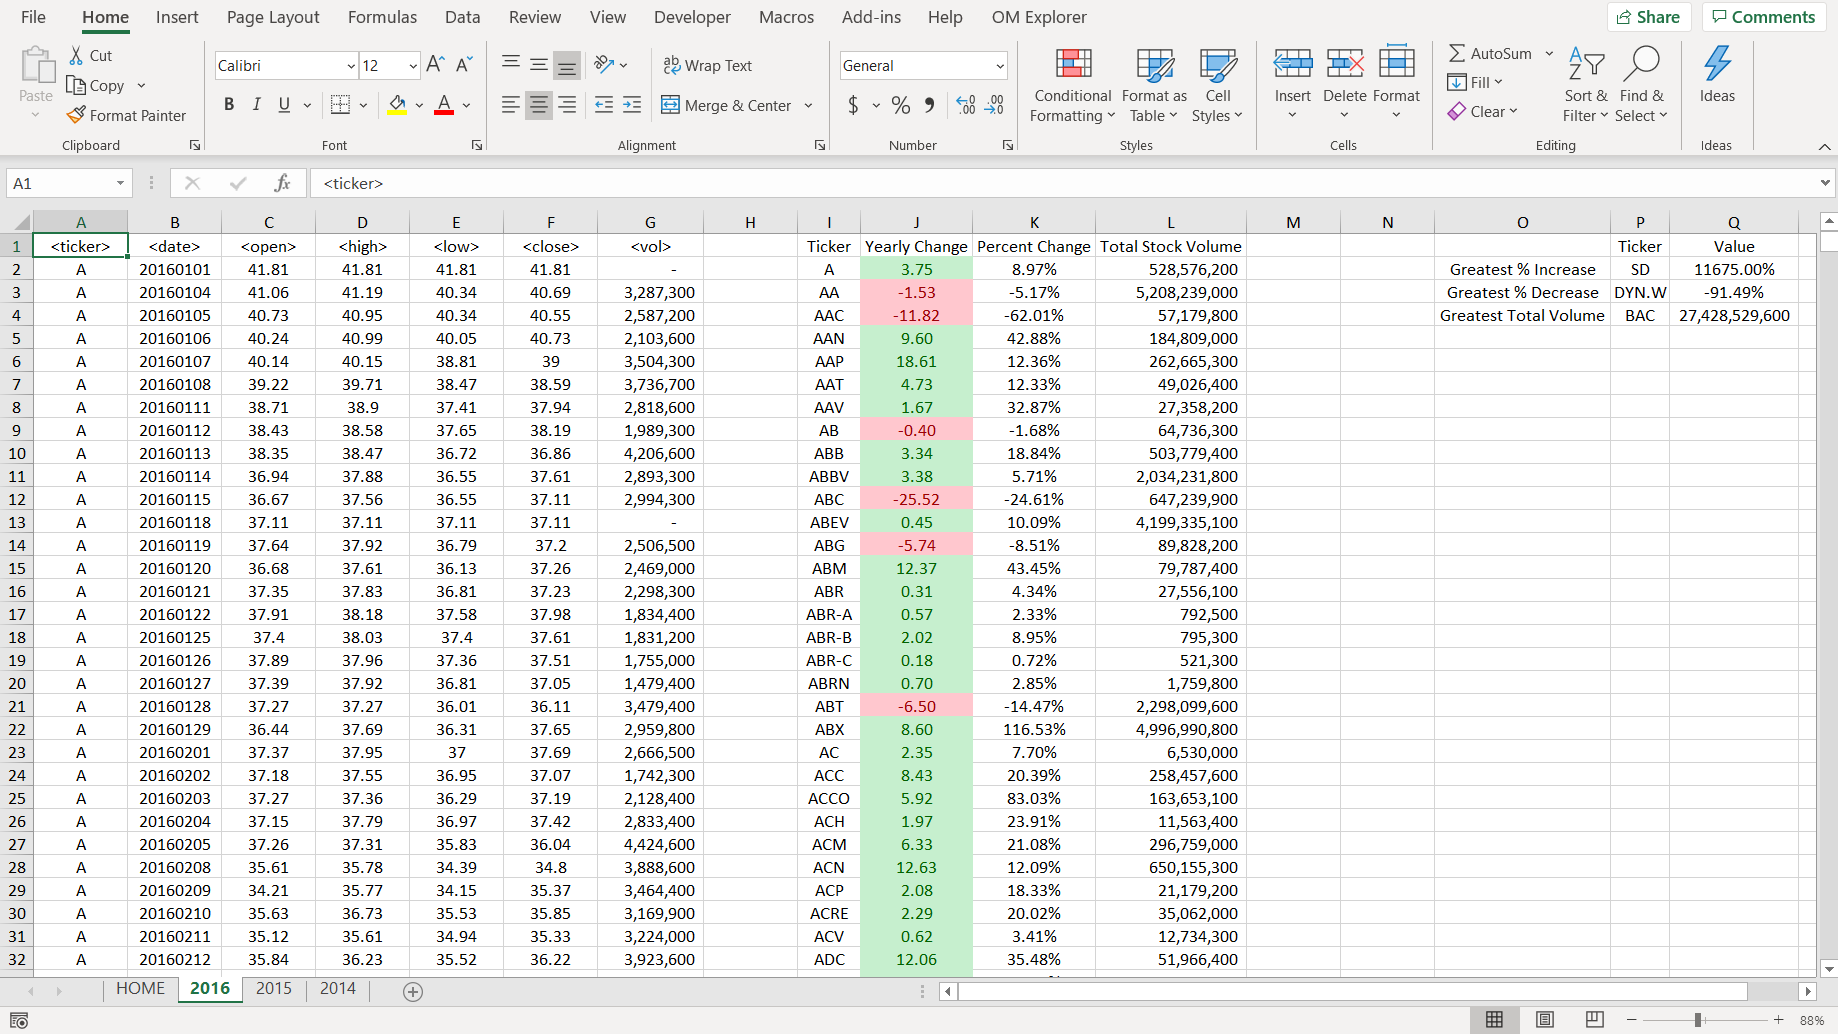 File Home Insert Page Layout Formulas Data Review View Developer Macros Add-ins Help OM Explorer Share Comments
Paste Cut Copy Format Painter Clipboard
Calibri 12 B I U A Font
ab Wrap Text Merge & Center Alignment
General $ % Number
Conditional Formatting Format as Table Cell Styles Styles
Insert Delete Format Cells
AutoSum Fill Clear Sort & Filter Find & Select Editing
Ideas Ideas
A1 fx <ticker>
A B C D E F G H I J K L M N O P Q
1 <ticker> <date> <open> <high> <low> <close> <vol> Ticker Yearly Change Percent Change Total Stock Volume Ticker Value
2 A 20160101 41.81 41.81 41.81 41.81 - A 3.75 8.97% 528,576,200 Greatest % Increase SD 11675.00%
3 A 20160104 41.06 41.19 40.34 40.69 3,287,300 AA -1.53 -5.17% 5,208,239,000 Greatest % Decrease DYN.W -91.49%
4 A 20160105 40.73 40.95 40.34 40.55 2,587,200 AAC -11.82 -62.01% 57,179,800 Greatest Total Volume BAC 27,428,529,600
5 A 20160106 40.24 40.99 40.05 40.73 2,103,600 AAN 9.60 42.88% 184,809,000
6 A 20160107 40.14 40.15 38.81 39 3,504,300 AAP 18.61 12.36% 262,665,300
7 A 20160108 39.22 39.71 38.47 38.59 3,736,700 AAT 4.73 12.33% 49,026,400
8 A 20160111 38.71 38.9 37.41 37.94 2,818,600 AAV 1.67 32.87% 27,358,200
9 A 20160112 38.43 38.58 37.65 38.19 1,989,300 AB -0.40 -1.68% 64,736,300
10 A 20160113 38.35 38.47 36.72 36.86 4,206,600 ABB 3.34 18.84% 503,779,400
11 A 20160114 36.94 37.88 36.55 37.61 2,893,300 ABBV 3.38 5.71% 2,034,231,800
12 A 20160115 36.67 37.56 36.55 37.11 2,994,300 ABC -25.52 -24.61% 647,239,900
13 A 20160118 37.11 37.11 37.11 37.11 - ABEV 0.45 10.09% 4,199,335,100
14 A 20160119 37.64 37.92 36.79 37.2 2,506,500 ABG -5.74 -8.51% 89,828,200
15 A 20160120 36.68 37.61 36.13 37.26 2,469,000 ABM 12.37 43.45% 79,787,400
16 A 20160121 37.35 37.83 36.81 37.23 2,298,300 ABR 0.31 4.34% 27,556,100
17 A 20160122 37.91 38.18 37.58 37.98 1,834,400 ABR-A 0.57 2.33% 792,500
18 A 20160125 37.4 38.03 37.4 37.61 1,831,200 ABR-B 2.02 8.95% 795,300
19 A 20160126 37.89 37.96 37.36 37.51 1,755,000 ABR-C 0.18 0.72% 521,300
20 A 20160127 37.39 37.92 36.81 37.05 1,479,400 ABRN 0.70 2.85% 1,759,800
21 A 20160128 37.27 37.27 36.01 36.11 3,479,400 ABT -6.50 -14.47% 2,298,099,600
22 A 20160129 36.44 37.69 36.31 37.65 2,959,800 ABX 8.60 116.53% 4,996,990,800
23 A 20160201 37.37 37.95 37 37.69 2,666,500 AC 2.35 7.70% 6,530,000
24 A 20160202 37.18 37.55 36.95 37.07 1,742,300 ACC 8.43 20.39% 258,457,600
25 A 20160203 37.27 37.36 36.29 37.19 2,128,400 ACCO 5.92 83.03% 163,653,100
26 A 20160204 37.15 37.79 36.97 37.42 2,833,400 ACH 1.97 23.91% 11,563,400
27 A 20160205 37.26 37.31 35.83 36.04 4,424,600 ACM 6.33 21.08% 296,759,000
28 A 20160208 35.61 35.78 34.39 34.8 3,888,600 ACN 12.63 12.09% 650,155,300
29 A 20160209 34.21 35.77 34.15 35.37 3,464,400 ACP 2.08 18.33% 21,179,200
30 A 20160210 35.63 36.73 35.53 35.85 3,169,900 ACRE 2.29 20.02% 35,062,000
31 A 20160211 35.12 35.61 34.94 35.33 3,224,000 ACV 0.62 3.41% 12,734,300
32 A 20160212 35.84 36.23 35.52 36.22 3,923,600 ADC 12.06 35.48% 51,966,400
HOME 2016 2015 2014
88%